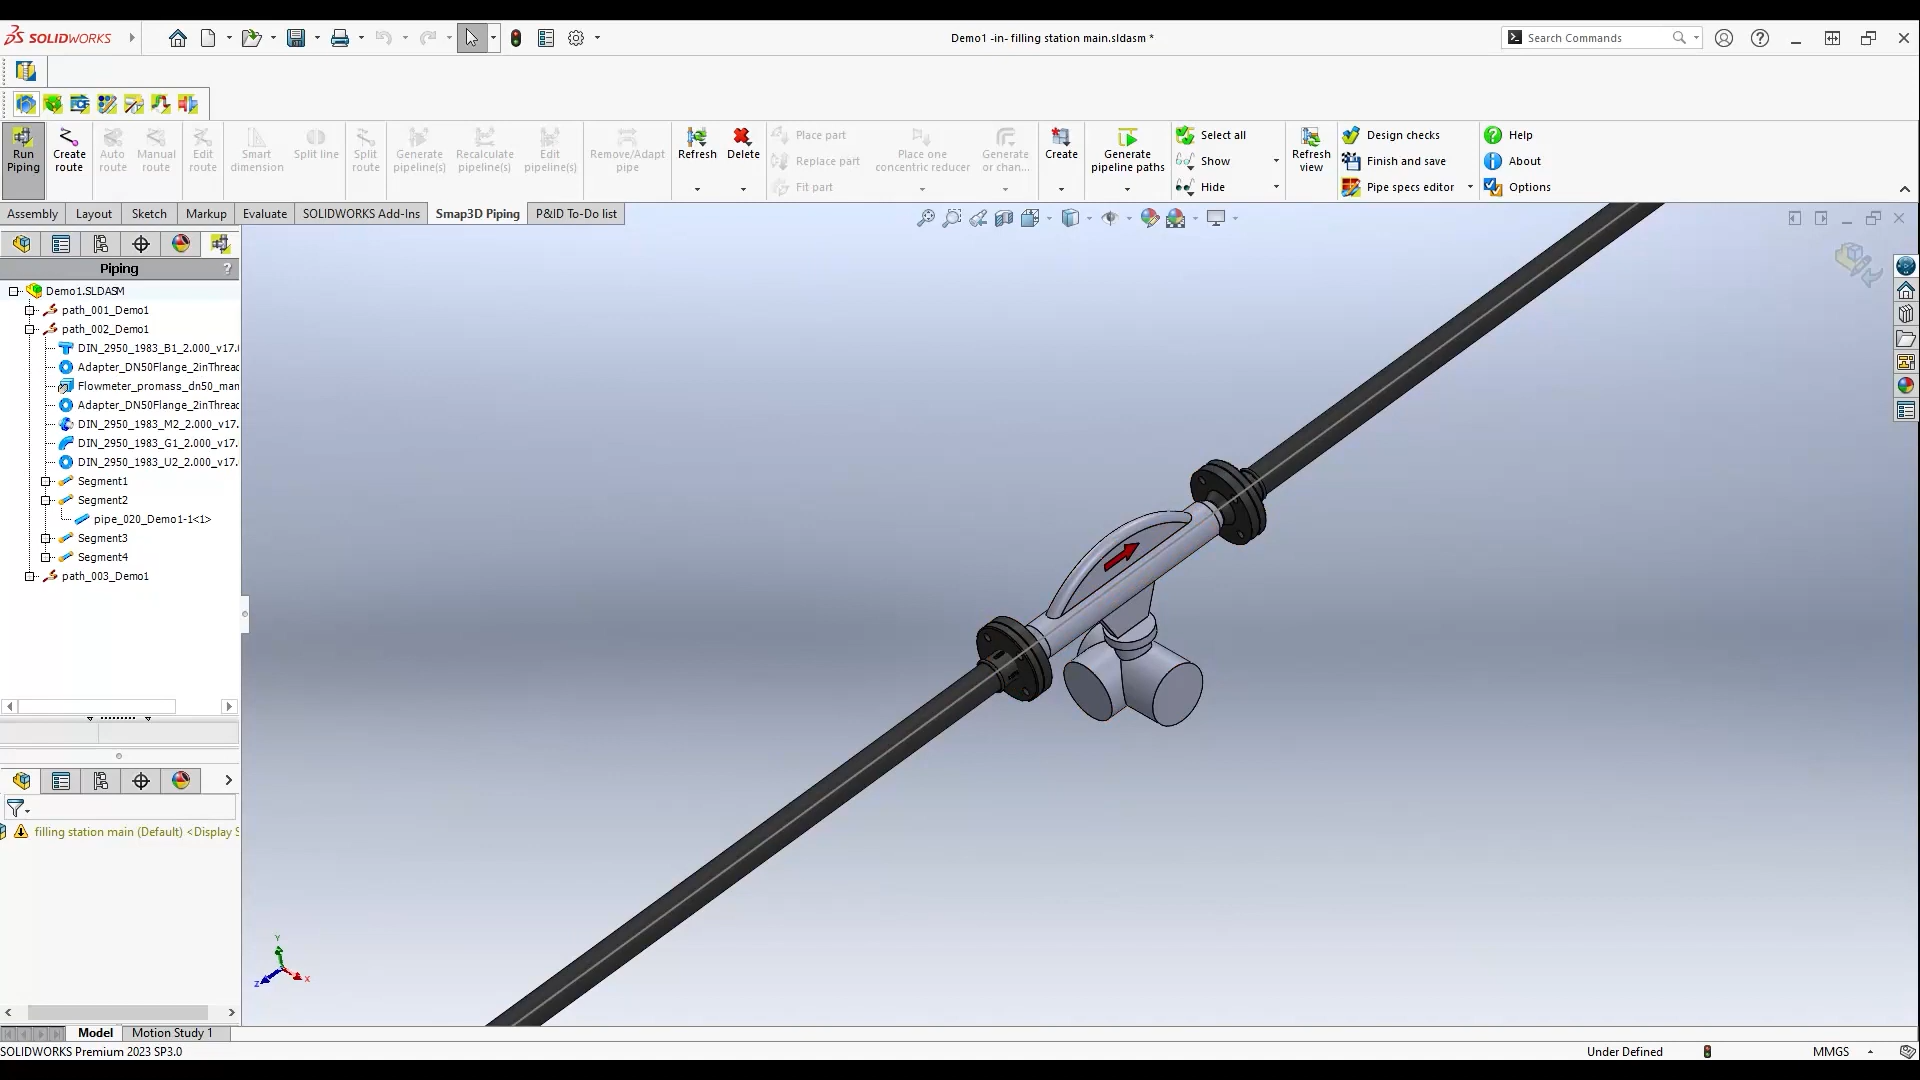 SOLIDWORKS
Demo1 -in- filling station main.sldasm *
Search Commands
Run Piping
Create route
Auto route
Manual route
Edit route
Smart dimension
Split line
Split route
Generate pipeline(s)
Recalculate pipeline(s)
Edit pipeline(s)
Remove/Adapt pipe
Refresh
Delete
Place part
Replace part
Fit part
Place one concentric reducer
Generate or chan...
Create
Generate pipeline paths
Select all
Show
Hide
Refresh view
Design checks
Finish and save
Pipe specs editor
Help
About
Options
Assembly
Layout
Sketch
Markup
Evaluate
SOLIDWORKS Add-Ins
Smap3D Piping
P&ID To-Do list
Piping
?
Demo1.SLDASM
path_001_Demo1
path_002_Demo1
DIN_2950_1983_B1_2.000_v17.
Adapter_DN50Flange_2inThread
Flowmeter_promass_dn50_man
Adapter_DN50Flange_2inThread
DIN_2950_1983_M2_2.000_v17.
DIN_2950_1983_G1_2.000_v17.
DIN_2950_1983_U2_2.000_v17.
Segment1
Segment2
pipe_020_Demo1-1<1>
Segment3
Segment4
path_003_Demo1
filling station main (Default) <Display S
Y
Z
X
Model
Motion Study 1
SOLIDWORKS Premium 2023 SP3.0
Under Defined
MMGS